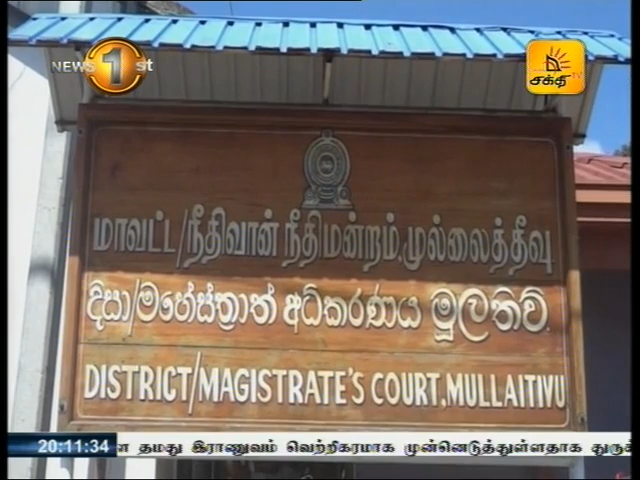 NEWS 1st
சக்தி TV
மாவட்ட/நீதிவான் நீதிமன்றம்,முல்லைத்தீவு
දිසා/මහේස්ත්‍රාත් අධිකරණය මූලතිව්
DISTRICT/MAGISTRATE'S COURT,MULLAITIVU
20:11:34 ள தமது இராணுவம் வெற்றிகரமாக முன்னெடுத்துள்ளதாக துருக்